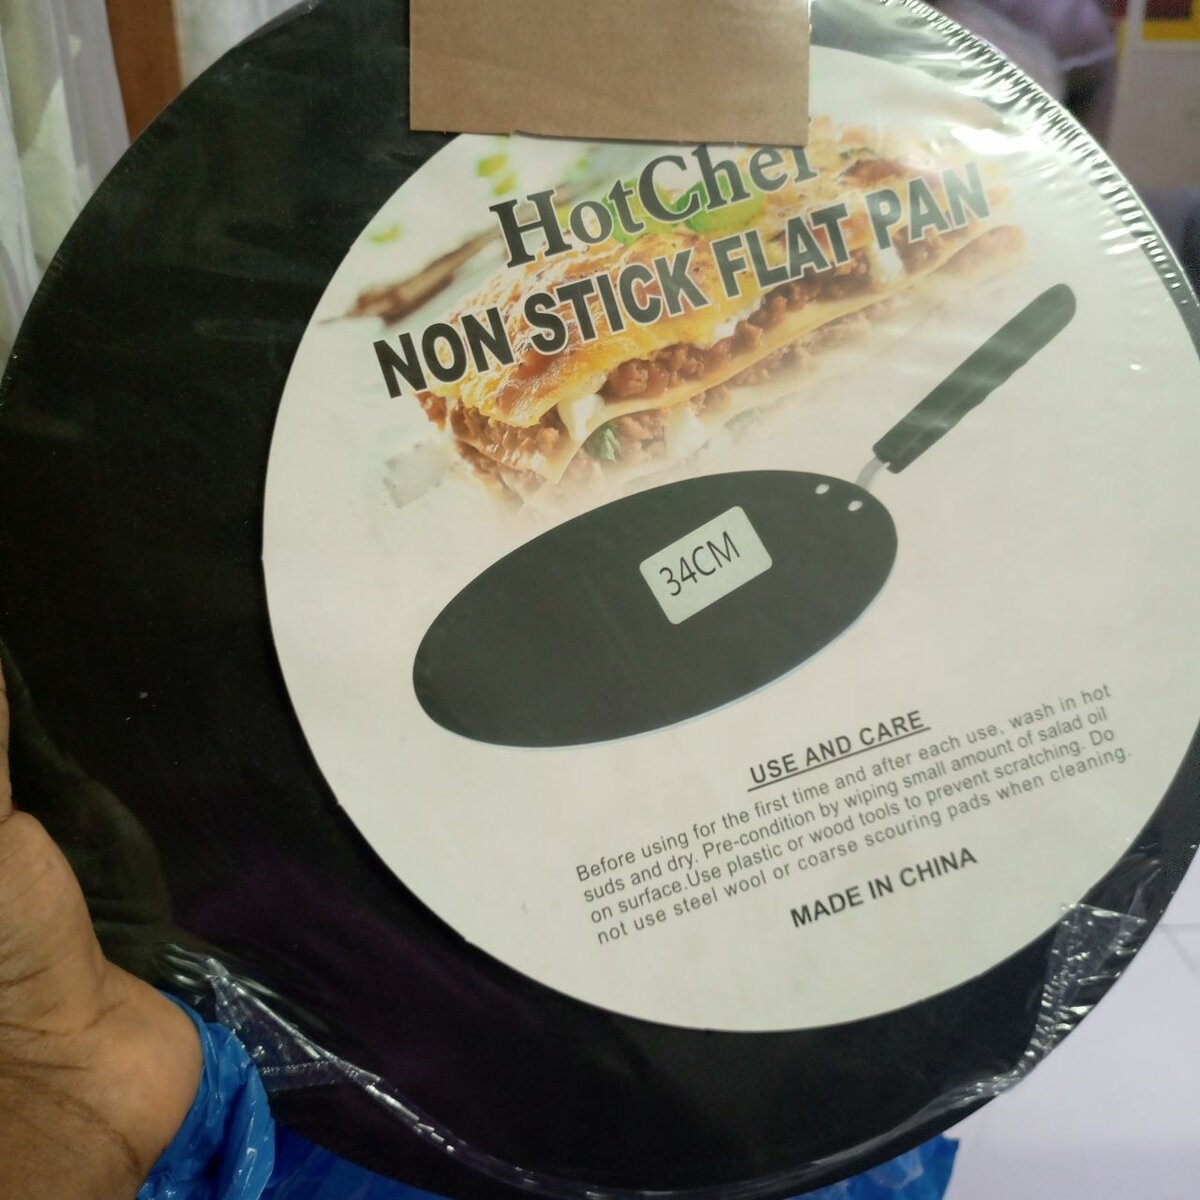 HotChef
NON STICK FLAT PAN
34CM
USE AND CARE
Before using for the first time and after each use, wash in hot
suds and dry. Pre-condition by wiping small amount of salad oil
on surface.Use plastic or wood tools to prevent scratching. Do
not use steel wool or coarse scouring pads when cleaning.
MADE IN CHINA